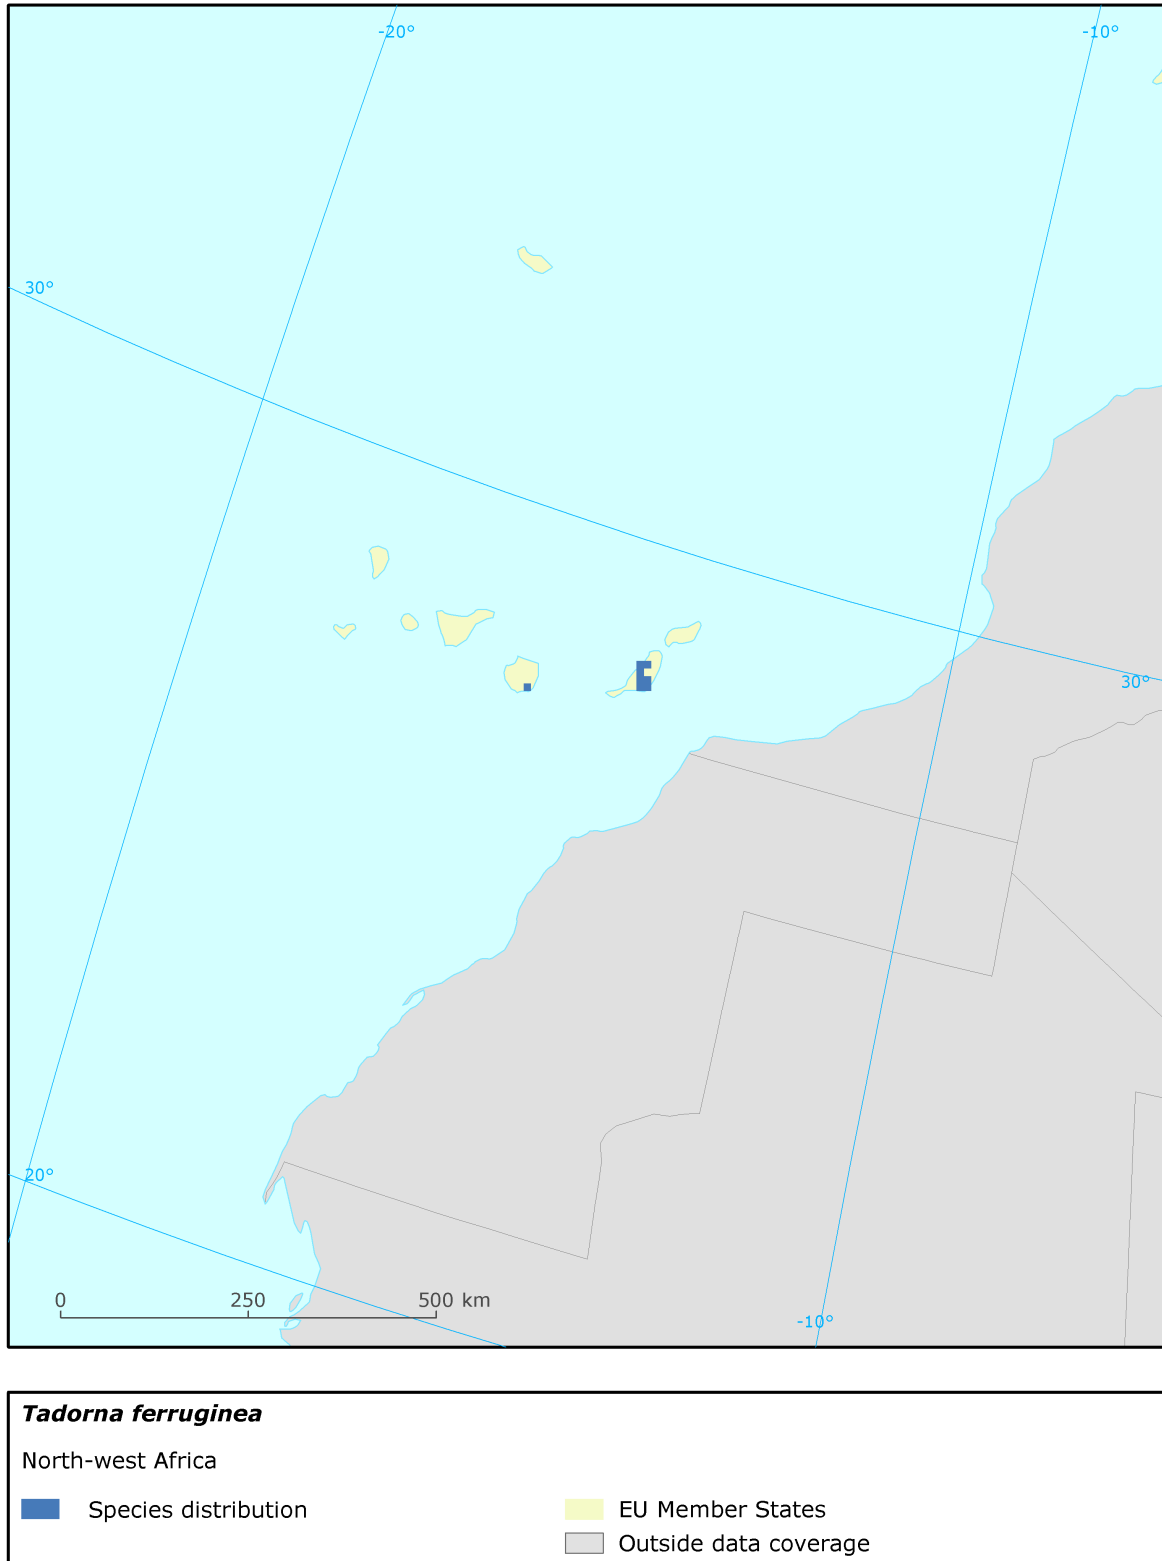 -20°
-10°
30°
30°
20°
0 250 500 km
-10°
Tadorna ferruginea
North-west Africa
Species distribution
EU Member States
Outside data coverage